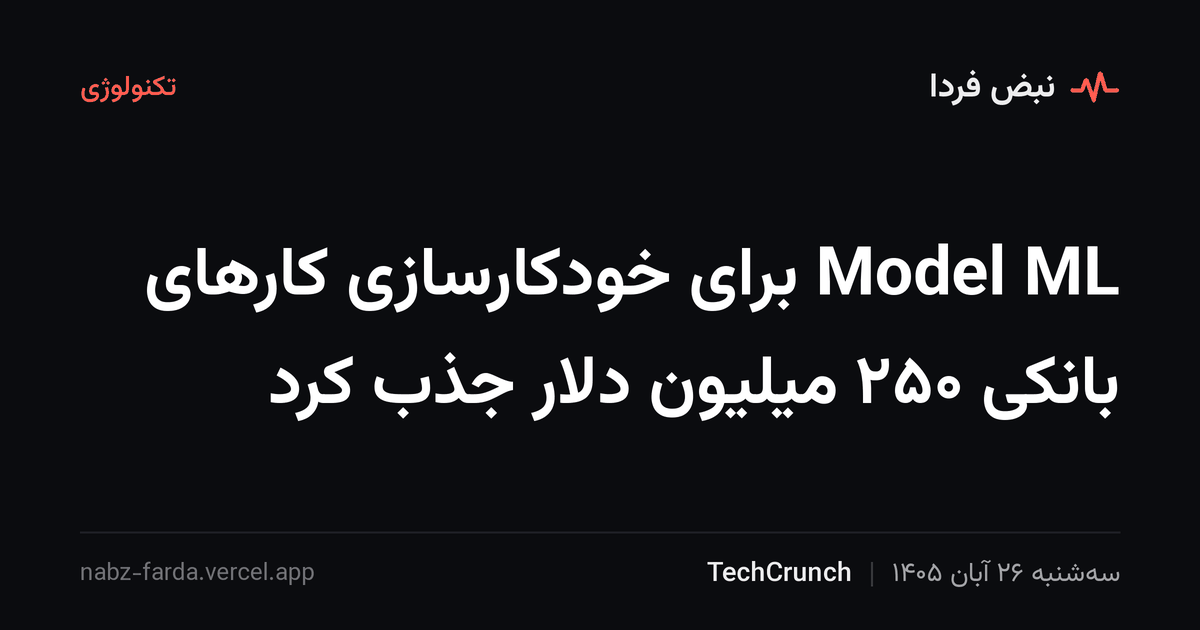 نبض فردا
تکنولوژی
Model ML برای خودکارسازی کارهای
بانکی ۲۵۰ میلیون دلار جذب کرد
سه‌شنبه ۲۶ آبان ۱۴۰۵ | TechCrunch
nabz-farda.vercel.app